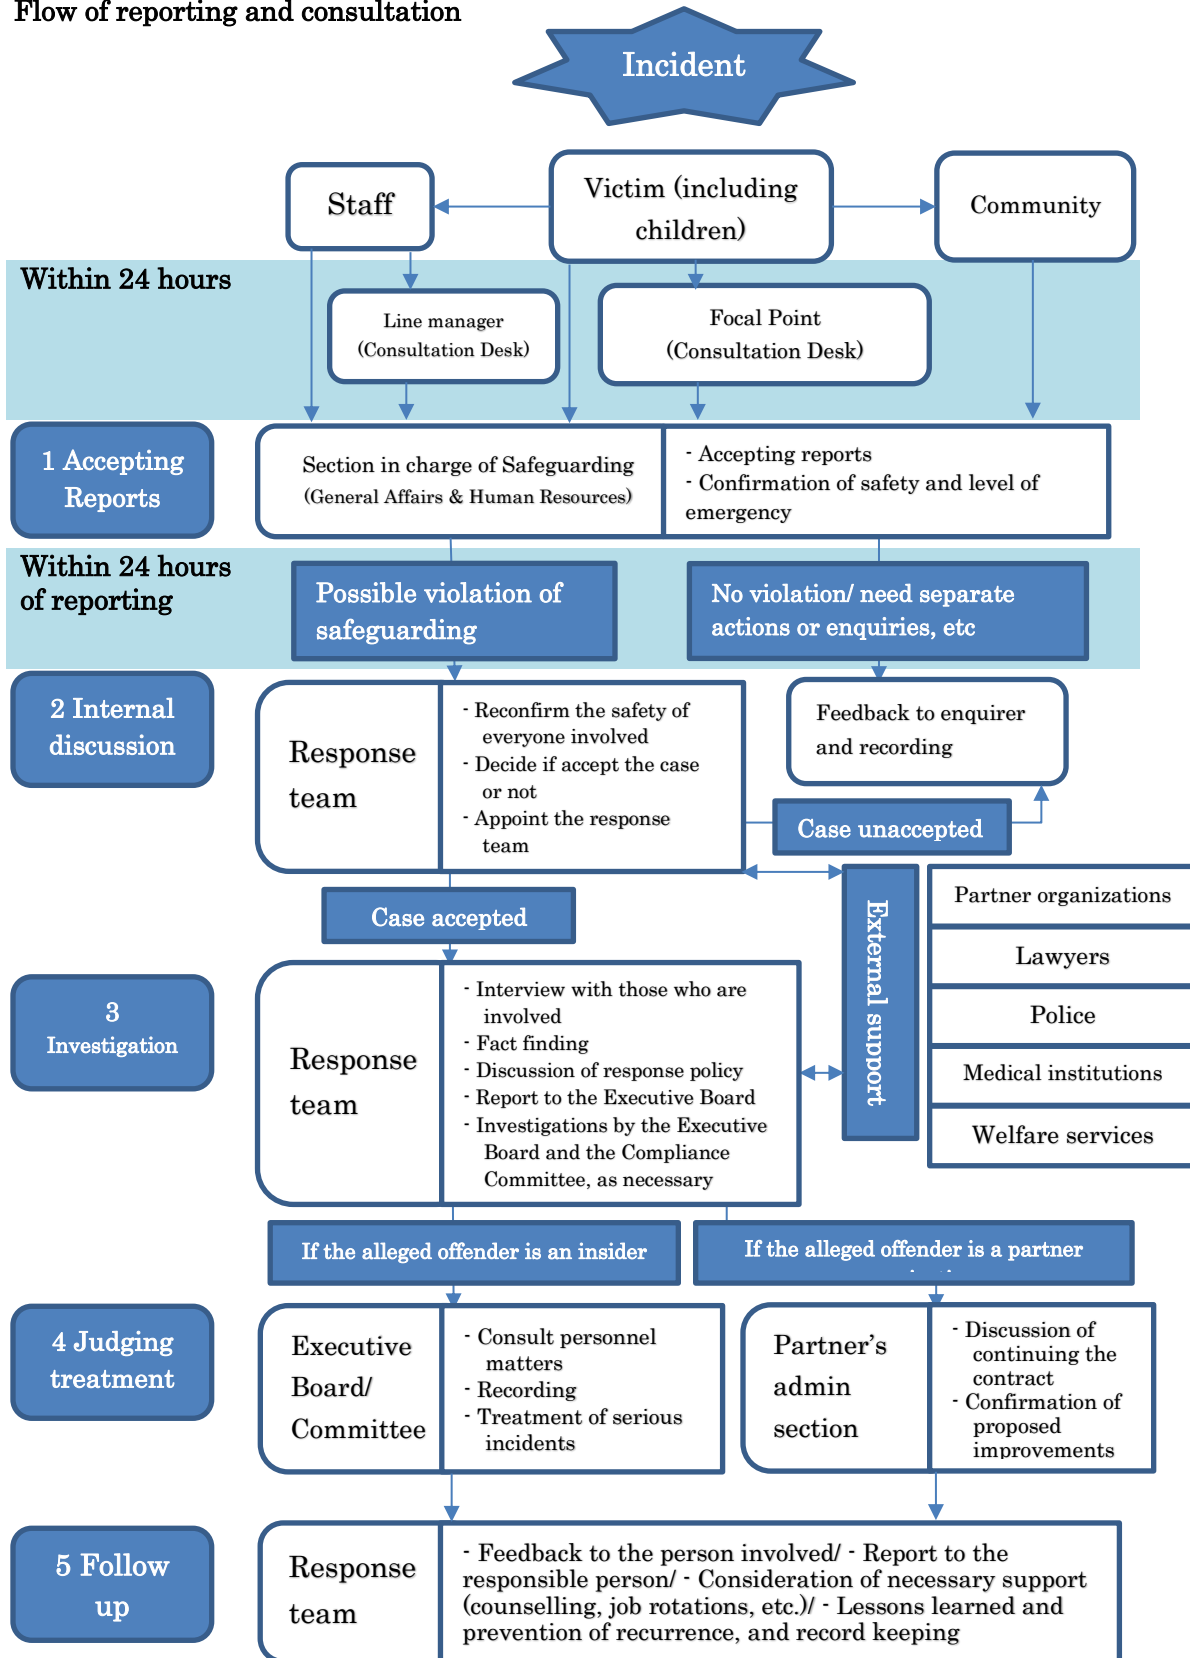 Flow of reporting and consultation
Incident
Staff
Victim (including
children)
Community
Within 24 hours
Line manager
(Consultation Desk)
Focal Point
(Consultation Desk)
1 Accepting
Reports
Section in charge of Safeguarding
(General Affairs & Human Resources)
- Accepting reports
- Confirmation of safety and level of
emergency
Within 24 hours
of reporting
Possible violation of
safeguarding
No violation/ need separate
actions or enquiries, etc
2 Internal
discussion
Response
team
- Reconfirm the safety of
everyone involved
- Decide if accept the case
or not
- Appoint the response
team
Feedback to enquirer
and recording
Case unaccepted
Case accepted
External support
Partner organizations
Lawyers
Police
Medical institutions
Welfare services
3
Investigation
Response
team
- Interview with those who are
involved
- Fact finding
- Discussion of response policy
- Report to the Executive Board
- Investigations by the Executive
Board and the Compliance
Committee, as necessary
If the alleged offender is an insider
If the alleged offender is a partner
4 Judging
treatment
Executive
Board/
Committee
- Consult personnel
matters
- Recording
- Treatment of serious
incidents
Partner's
admin
section
- Discussion of
continuing the
contract
- Confirmation of
proposed
improvements
5 Follow
up
Response
team
- Feedback to the person involved/ - Report to the
responsible person/ - Consideration of necessary support
(counselling, job rotations, etc.)/ - Lessons learned and
prevention of recurrence, and record keeping